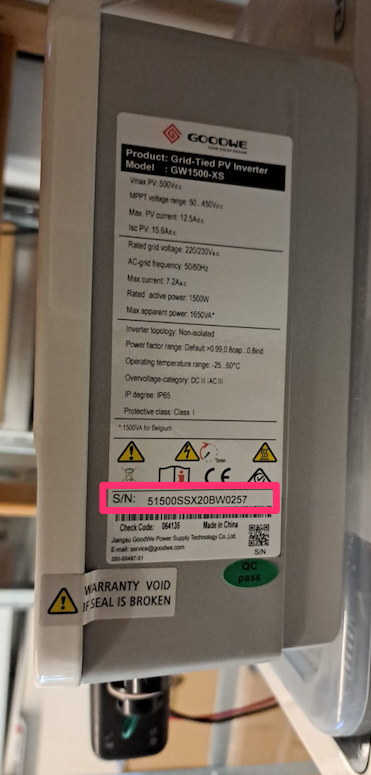 GOODWE
YOUR SOLAR ENGINE
Product: Grid-Tied PV Inverter
Model : GW1500-XS
Vmax PV: 500Vd.c.
MPPT voltage range: 50...450Vd.c.
Max. PV current: 12.5Ad.c.
Isc PV: 15.6Ad.c.
Rated grid voltage: 220/230Va.c.
AC-grid frequency: 50/60Hz
Max current: 7.2Aa.c.
Rated active power: 1500W
Max apparent power: 1650VA*
Inverter topology: Non-isolated
Power factor range: Default >0.99,0.8cap...0.8ind
Operating temperature range: -25...60°C
Overvoltage-category: DC II /AC III
IP degree: IP65
Protective class: Class I
*:1500VA for Belgium
5min
CE
S/N: 51500SSX20BW0257
Check Code: 064135 Made in China
Jiangsu GoodWe Power Supply Technology Co.,Ltd.
E-mail: service@goodwe.com
350-00487-01
S/N
QC
pass
WARRANTY VOID
IF SEAL IS BROKEN